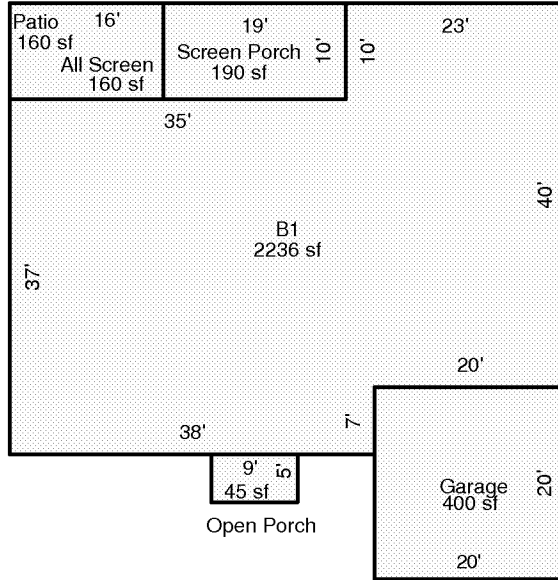 Patio
160 sf
16'
All Screen
160 sf
19'
Screen Porch
190 sf
10'
10'
23'
35'
40'
B1
2236 sf
37'
20'
38'
7'
9'
5'
45 sf
Open Porch
Garage
400 sf
20'
20'